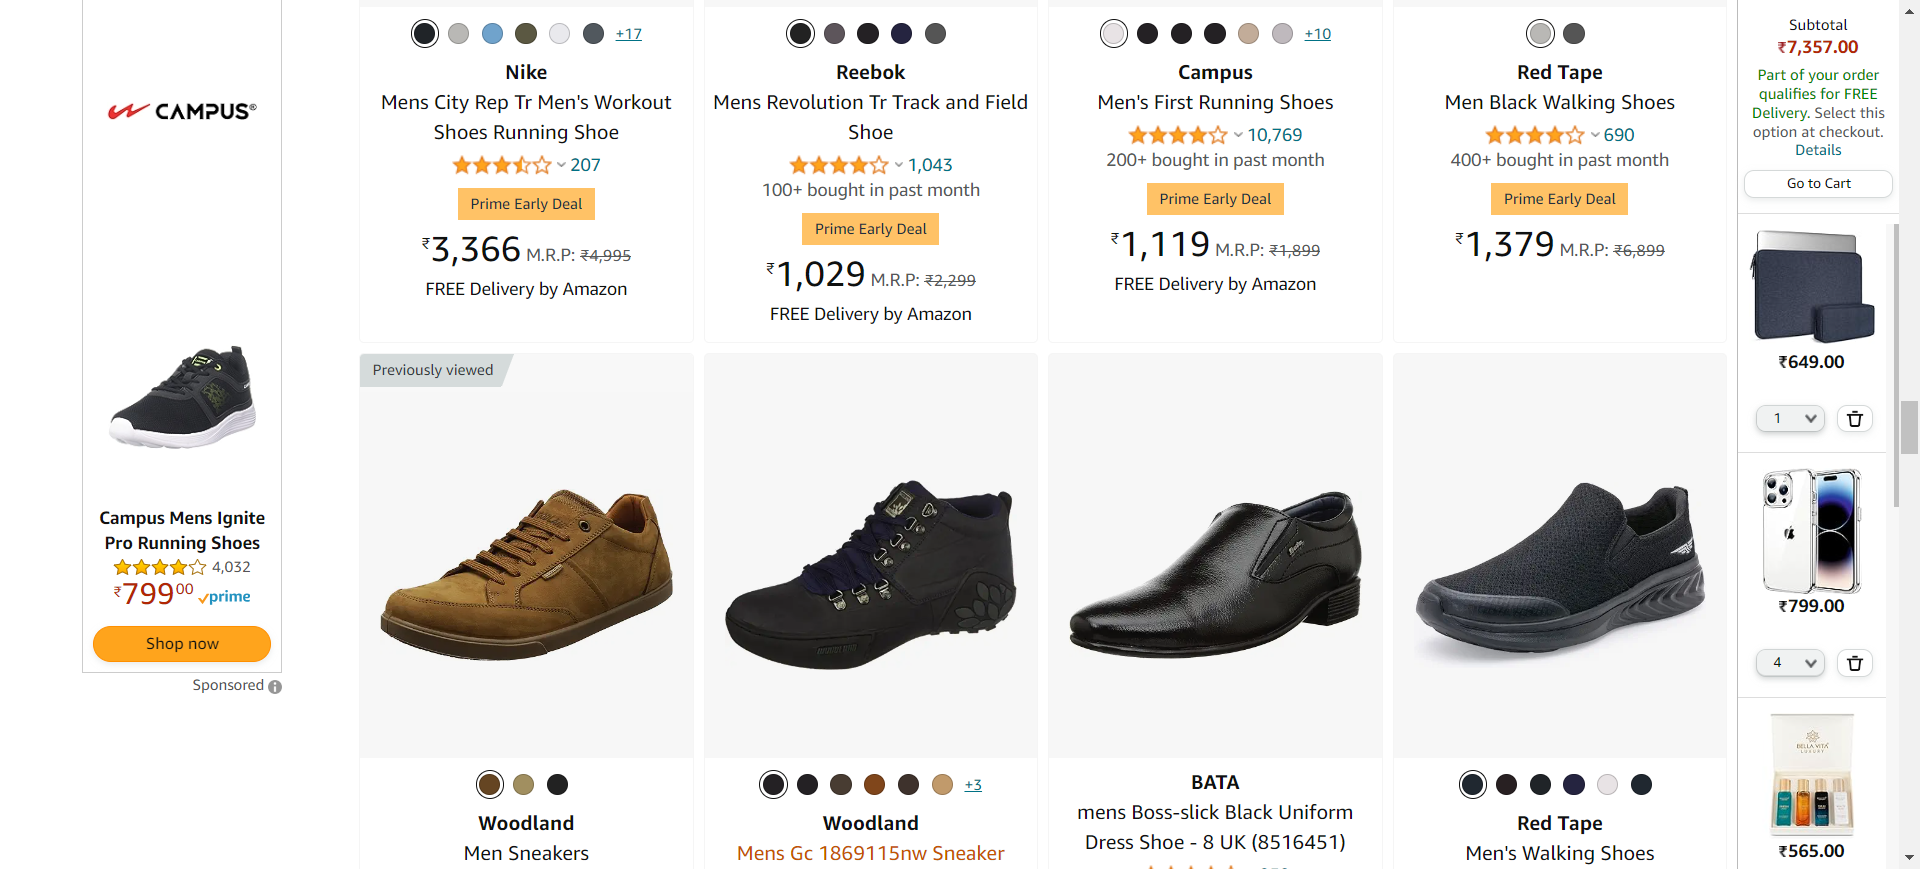 CAMPUS®
Campus Mens Ignite
Pro Running Shoes
4,032
₹799 00 prime
Shop now
Sponsored
+17
Nike
Mens City Rep Tr Men's Workout
Shoes Running Shoe
207
Prime Early Deal
₹3,366 M.R.P: ₹4,995
FREE Delivery by Amazon
Reebok
Mens Revolution Tr Track and Field
Shoe
1,043
100+ bought in past month
Prime Early Deal
₹1,029 M.R.P: ₹2,299
FREE Delivery by Amazon
+10
Campus
Men's First Running Shoes
10,769
200+ bought in past month
Prime Early Deal
₹1,119 M.R.P: ₹1,899
FREE Delivery by Amazon
Red Tape
Men Black Walking Shoes
690
400+ bought in past month
Prime Early Deal
₹1,379 M.R.P: ₹6,899
Previously viewed
Woodland
Men Sneakers
+3
Woodland
Mens Gc 1869115nw Sneaker
BATA
mens Boss-slick Black Uniform
Dress Shoe - 8 UK (8516451)
Red Tape
Men's Walking Shoes
Subtotal
₹7,357.00
Part of your order
qualifies for FREE
Delivery. Select this
option at checkout.
Details
Go to Cart
₹649.00
1
₹799.00
4
BELLA VITA
LUXURY
₹565.00